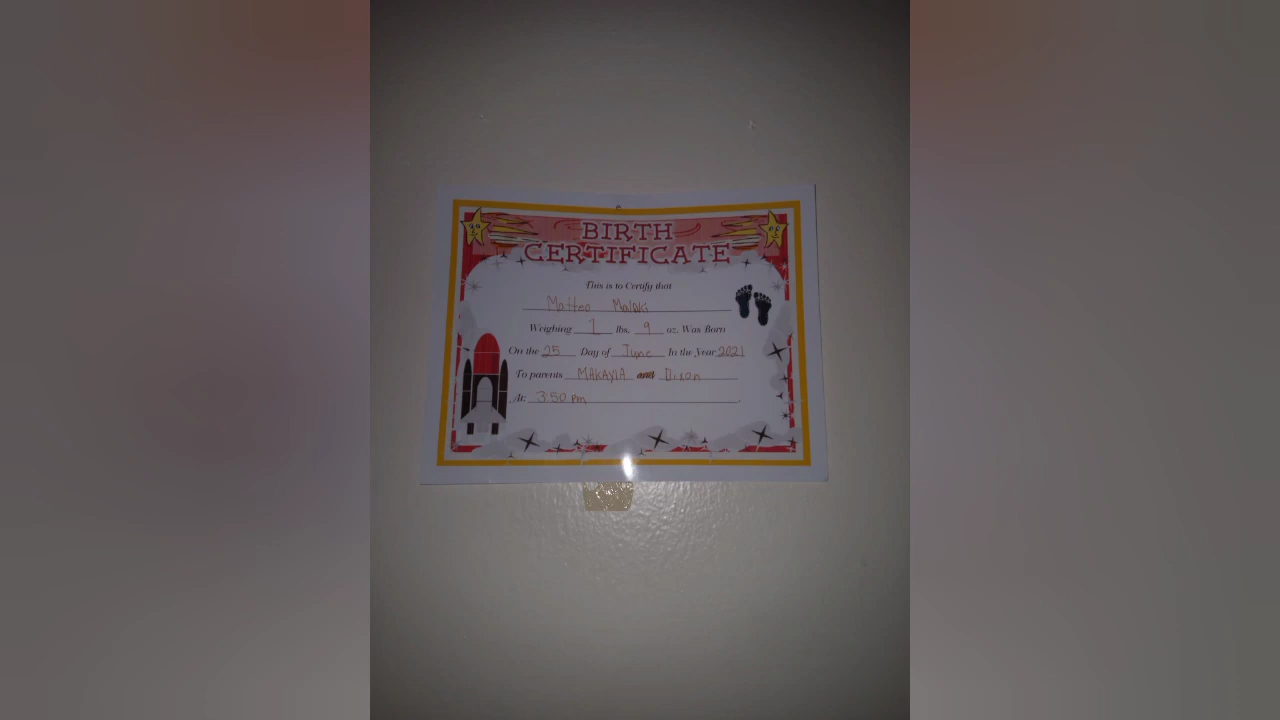 BIRTH
CERTIFICATE
This is to Certify that
Matteo Malaki
Weighing 7 lbs. 9 oz. Was Born
On the 25 Day of June In the Year 2021
To parents MAKAYLA and Dixon
At: 3:50 pm.